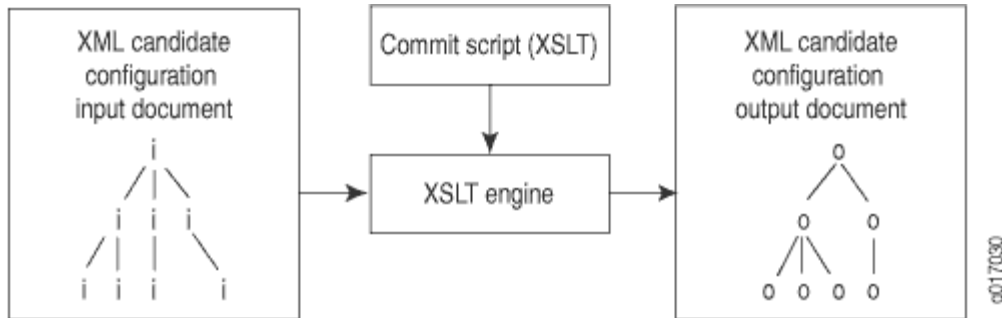 XML candidate
configuration
input document
i
i i i
i i i i
Commit script (XSLT)
XSLT engine
XML candidate
configuration
output document
o
o o
o o o o
g017030